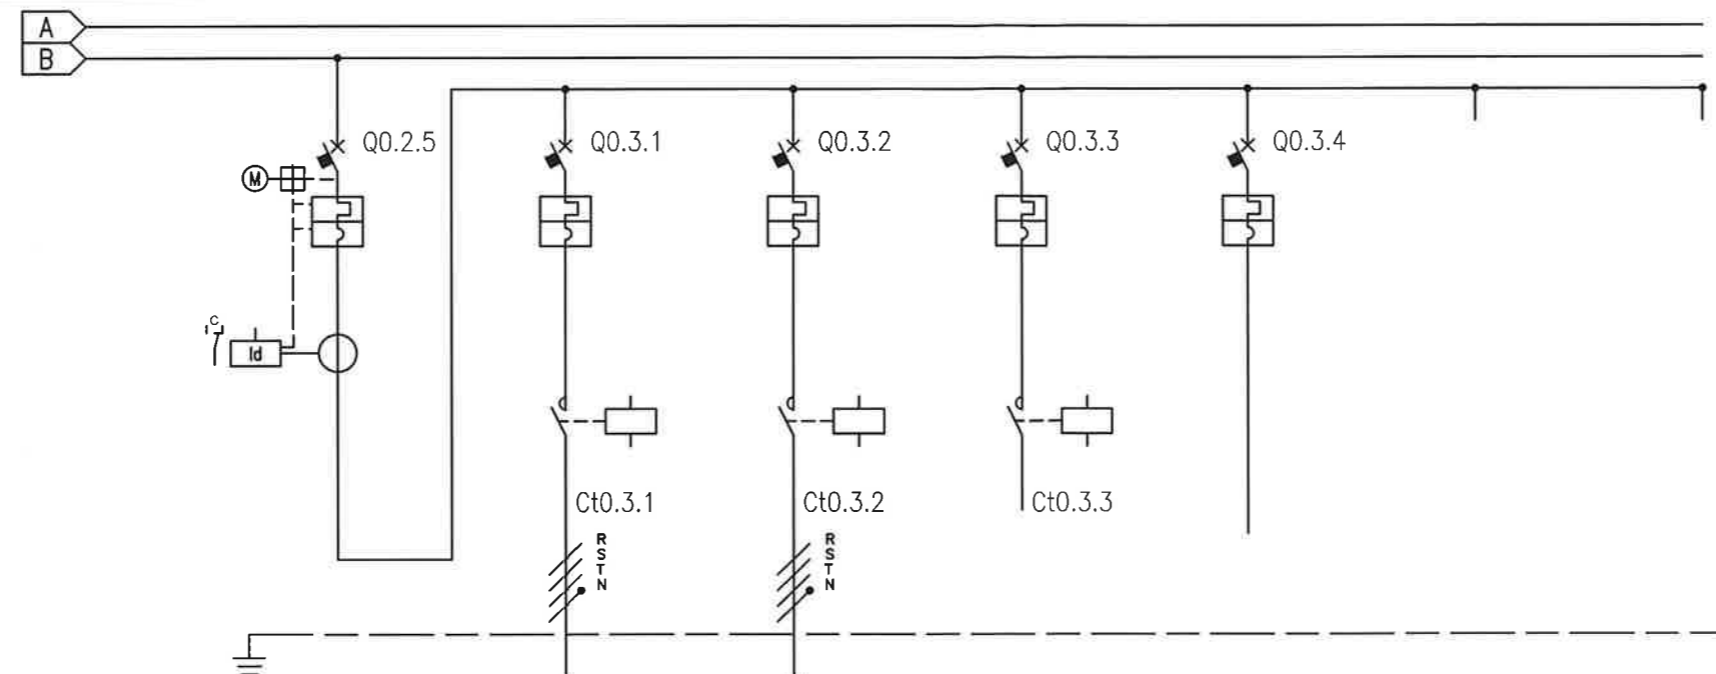 A
B
Q0.2.5
Q0.3.1
Q0.3.2
Q0.3.3
Q0.3.4
M
C
Id
Ct0.3.1
Ct0.3.2
Ct0.3.3
R
S
T
N
R
S
T
N